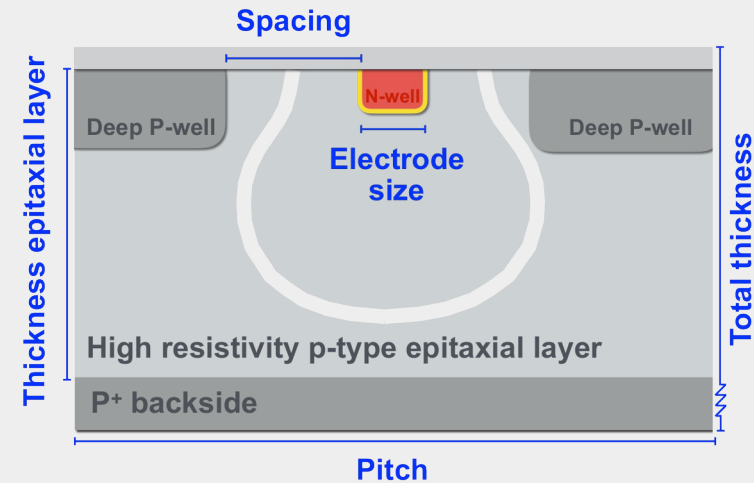 Spacing
Thickness epitaxial layer
Deep P-well
N-well
Deep P-well
Electrode
size
Total thickness
High resistivity p-type epitaxial layer
P⁺ backside
Pitch